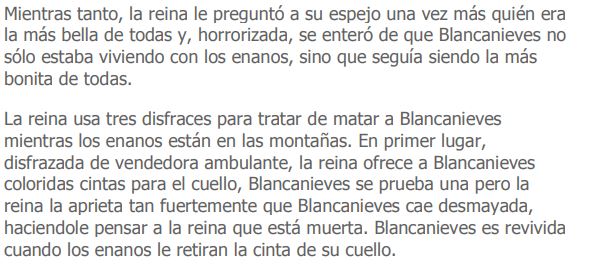 Mientras tanto, la reina le preguntó a su espejo una vez más quién era
la más bella de todas y, horrorizada, se enteró de que Blancanieves no
sólo estaba viviendo con los enanos, sino que seguía siendo la más
bonita de todas.
La reina usa tres disfraces para tratar de matar a Blancanieves
mientras los enanos están en las montañas. En primer lugar,
disfrazada de vendedora ambulante, la reina ofrece a Blancanieves
coloridas cintas para el cuello, Blancanieves se prueba una pero la
reina la aprieta tan fuertemente que Blancanieves cae desmayada,
haciendole pensar a la reina que está muerta. Blancanieves es revivida
cuando los enanos le retiran la cinta de su cuello.